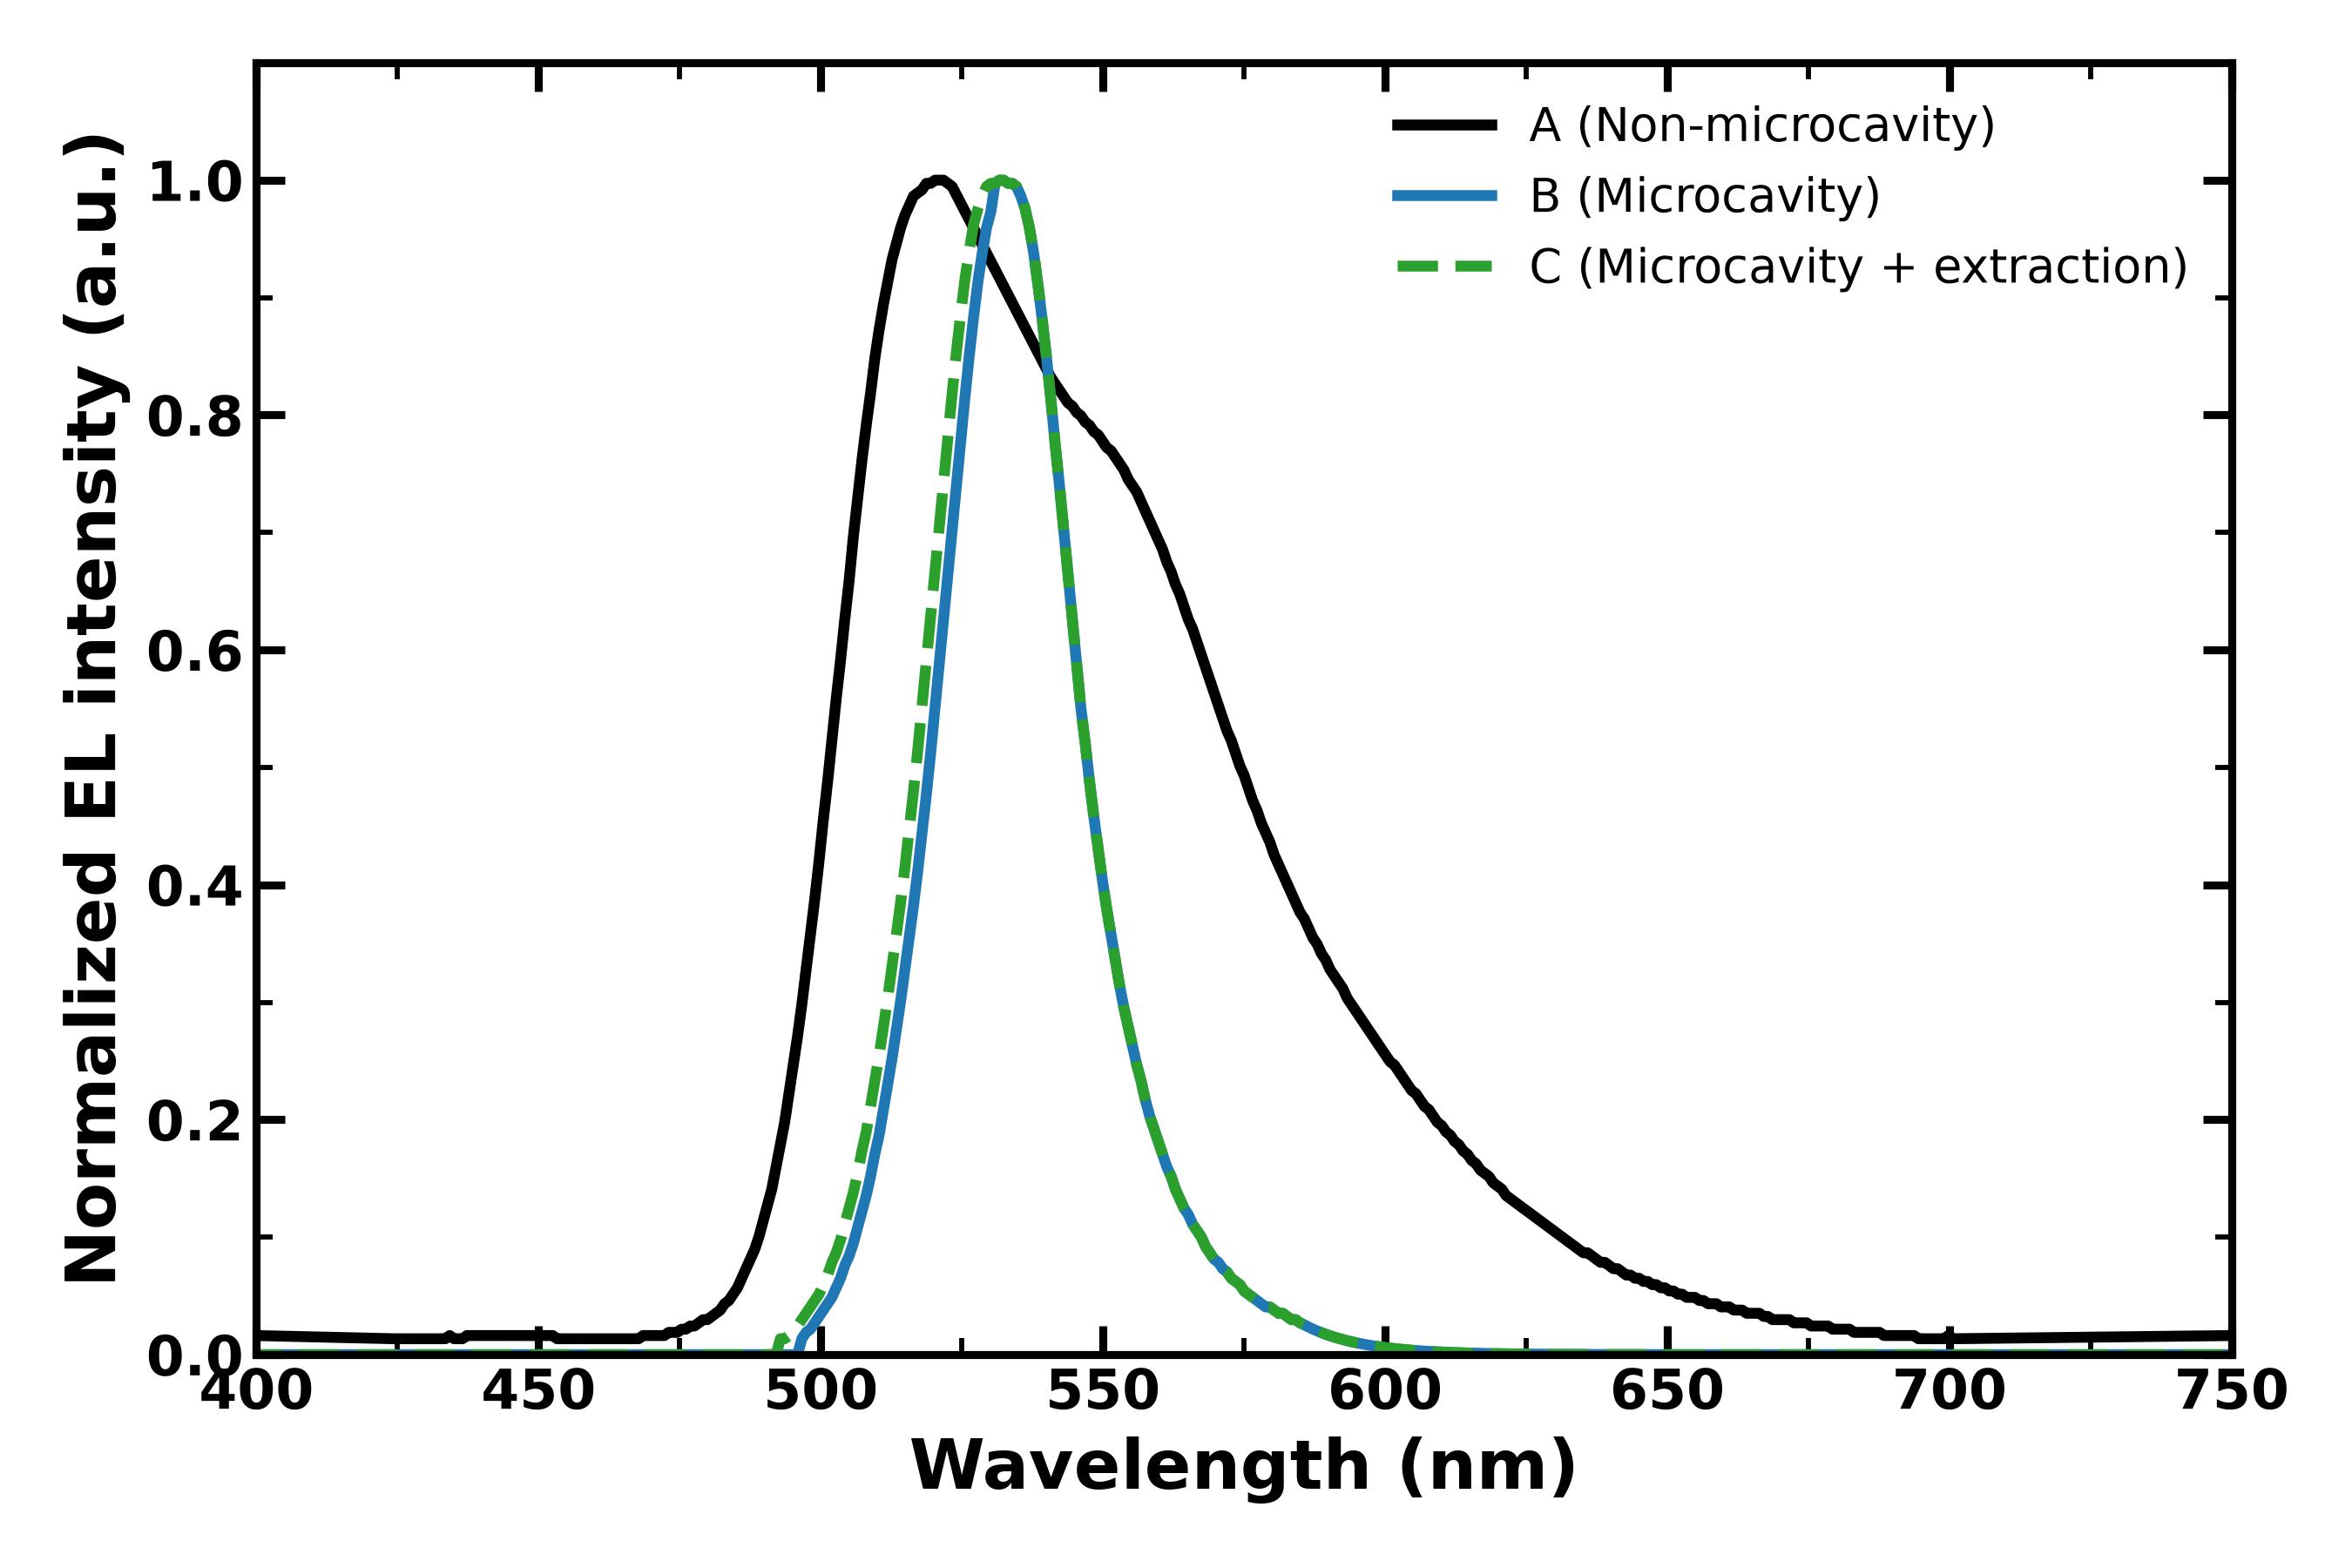 A (Non-microcavity)
B (Microcavity)
C (Microcavity + extraction)
Normalized EL intensity (a.u.)
1.0
0.8
0.6
0.4
0.2
0.0
400 450 500 550 600 650 700 750
Wavelength (nm)